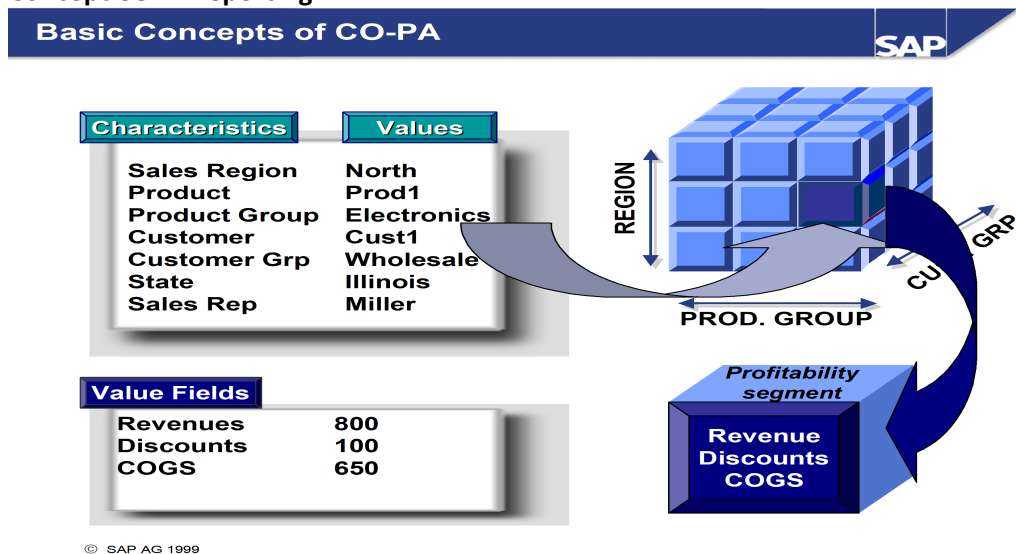 Basic Concepts of CO-PA
SAP
Characteristics Values
Sales Region North
Product Prod1
Product Group Electronics
Customer Cust1
Customer Grp Wholesale
State Illinois
Sales Rep Miller
REGION
GRP
PROD. GROUP
Value Fields
Revenues 800
Discounts 100
COGS 650
Profitability
segment
Revenue
Discounts
COGS
© SAP AG 1999